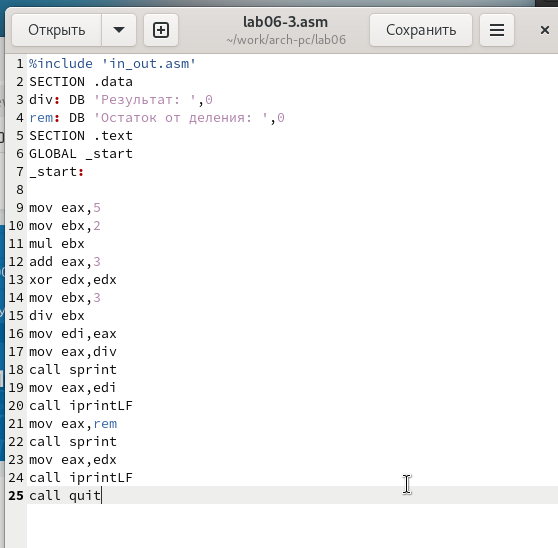 Открыть
lab06-3.asm
~/work/arch-pc/lab06
Сохранить
1 %include 'in_out.asm'
2 SECTION .data
3 div: DB 'Результат: ',0
4 rem: DB 'Остаток от деления: ',0
5 SECTION .text
6 GLOBAL _start
7 _start:
8
9 mov eax,5
10 mov ebx,2
11 mul ebx
12 add eax,3
13 xor edx,edx
14 mov ebx,3
15 div ebx
16 mov edi,eax
17 mov eax,div
18 call sprint
19 mov eax,edi
20 call iprintLF
21 mov eax,rem
22 call sprint
23 mov eax,edx
24 call iprintLF
25 call quit